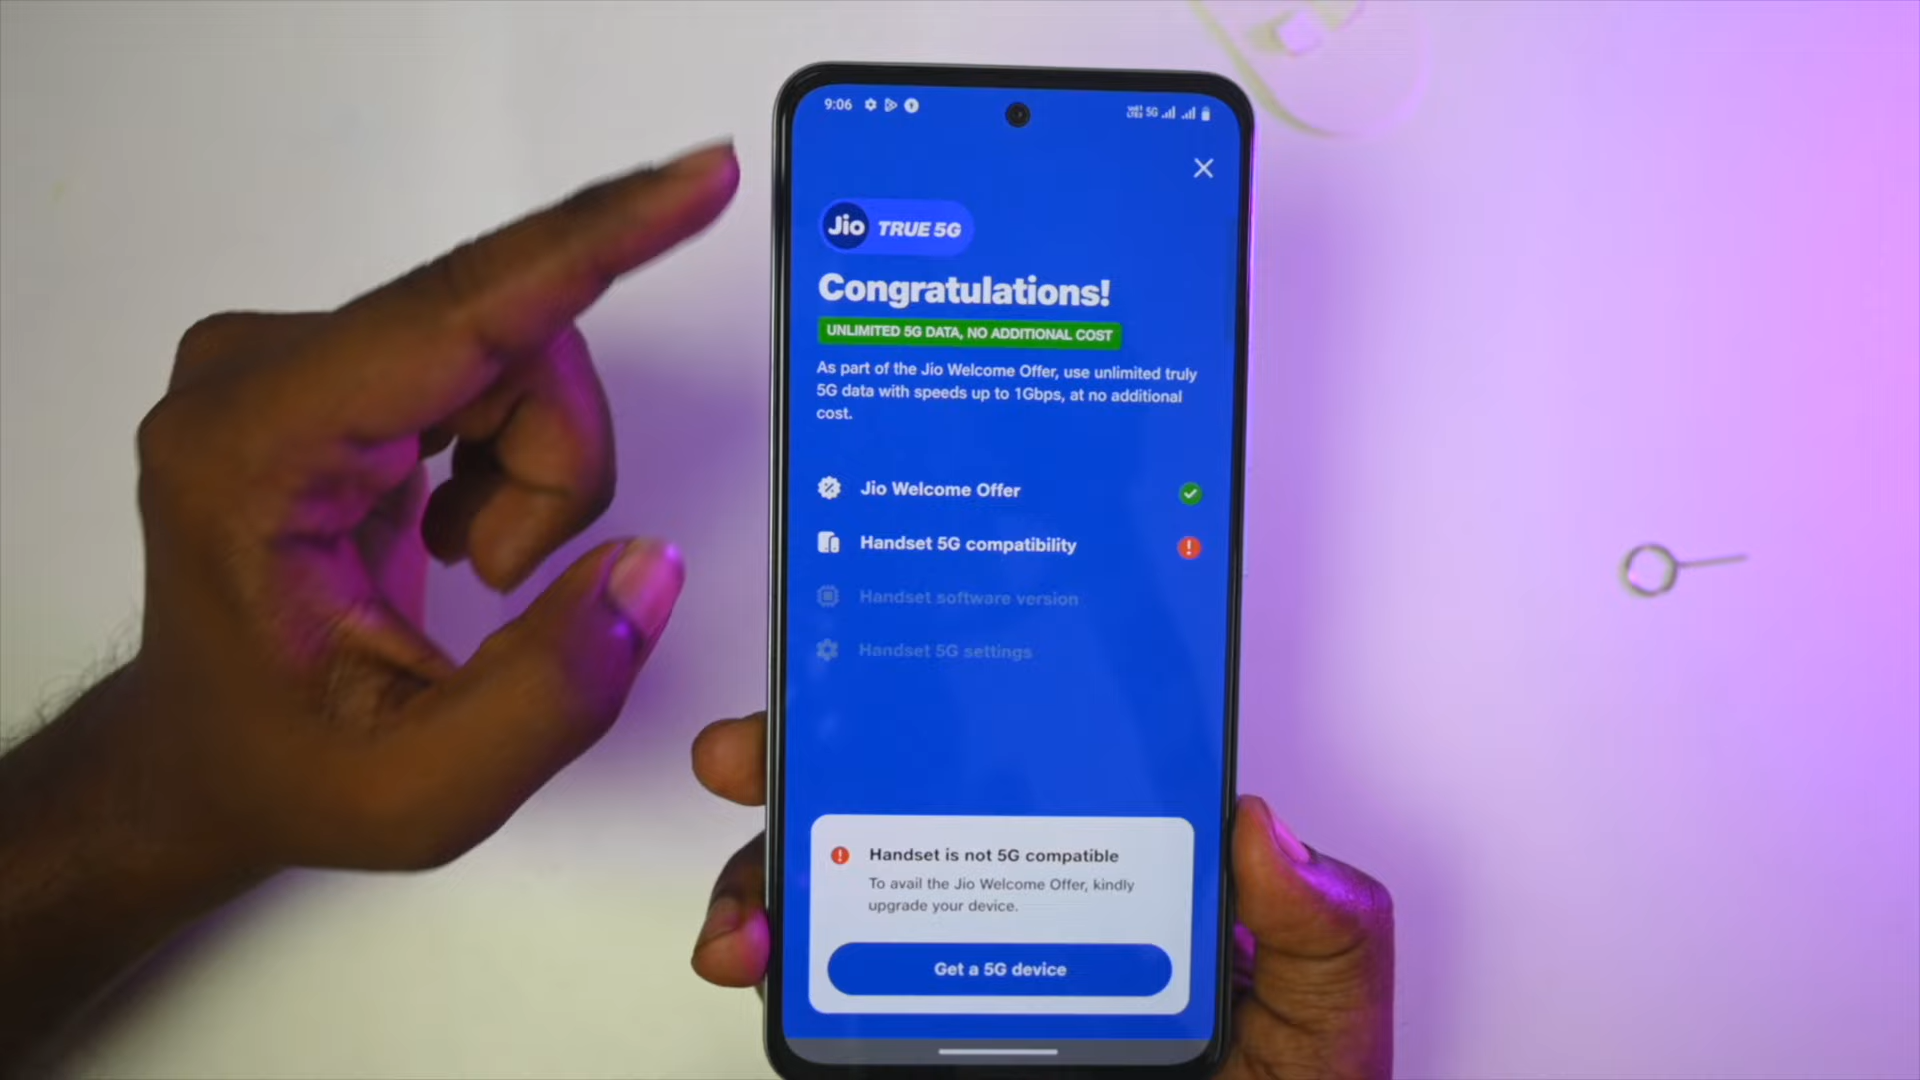 9:06
5G
Jio TRUE 5G
Congratulations!
UNLIMITED 5G DATA, NO ADDITIONAL COST
As part of the Jio Welcome Offer, use unlimited truly
5G data with speeds up to 1Gbps, at no additional
cost.
Jio Welcome Offer
Handset 5G compatibility
Handset software version
Handset 5G settings
Handset is not 5G compatible
To avail the Jio Welcome Offer, kindly
upgrade your device.
Get a 5G device